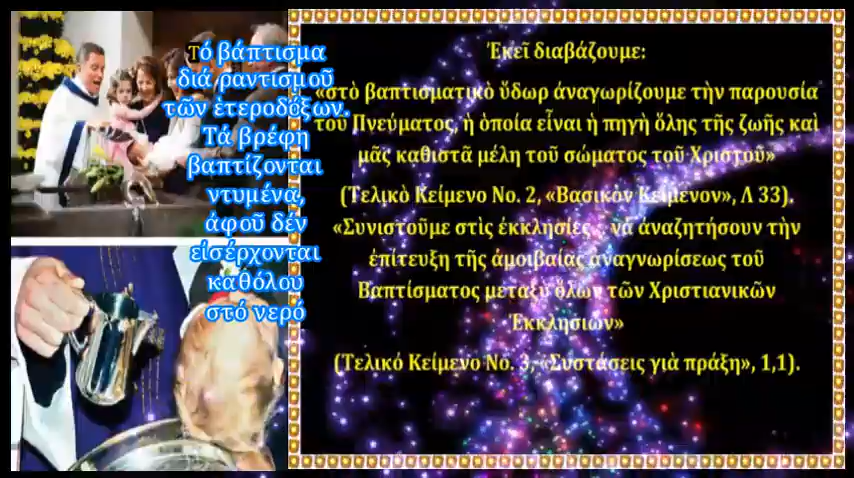 Τό βάπτισμα
διά ραντισμοῦ
τῶν ἑτεροδόξων.
Τά βρέφη
βαπτίζονται
ντυμένα,
ἀφοῦ δέν
εἰσέρχονται
καθόλου
στό νερό
Ἐκεῖ διαβάζουμε:
«στὸ βαπτισματικὸ ὕδωρ ἀναγωρίζουμε τὴν παρουσία
τοῦ Πνεύματος, ἡ ὁποία εἶναι ἡ πηγὴ ὅλης τῆς ζωῆς καὶ
μᾶς καθιστᾶ μέλη τοῦ σώματος τοῦ Χριστοῦ»
(Τελικὸ Κείμενο Νο. 2, «Βασικὸν Κείμενον», Λ 33).
«Συνιστοῦμε στὶς ἐκκλησίες... νὰ ἀναζητήσουν τὴν
ἐπίτευξη τῆς ἀμοιβαίας ἀναγνωρίσεως τοῦ
Βαπτίσματος μεταξὺ ὅλων τῶν Χριστιανικῶν
Ἐκκλησιῶν»
(Τελικό Κείμενο Νο. 3, «Συστάσεις γιὰ πράξη», 1,1).